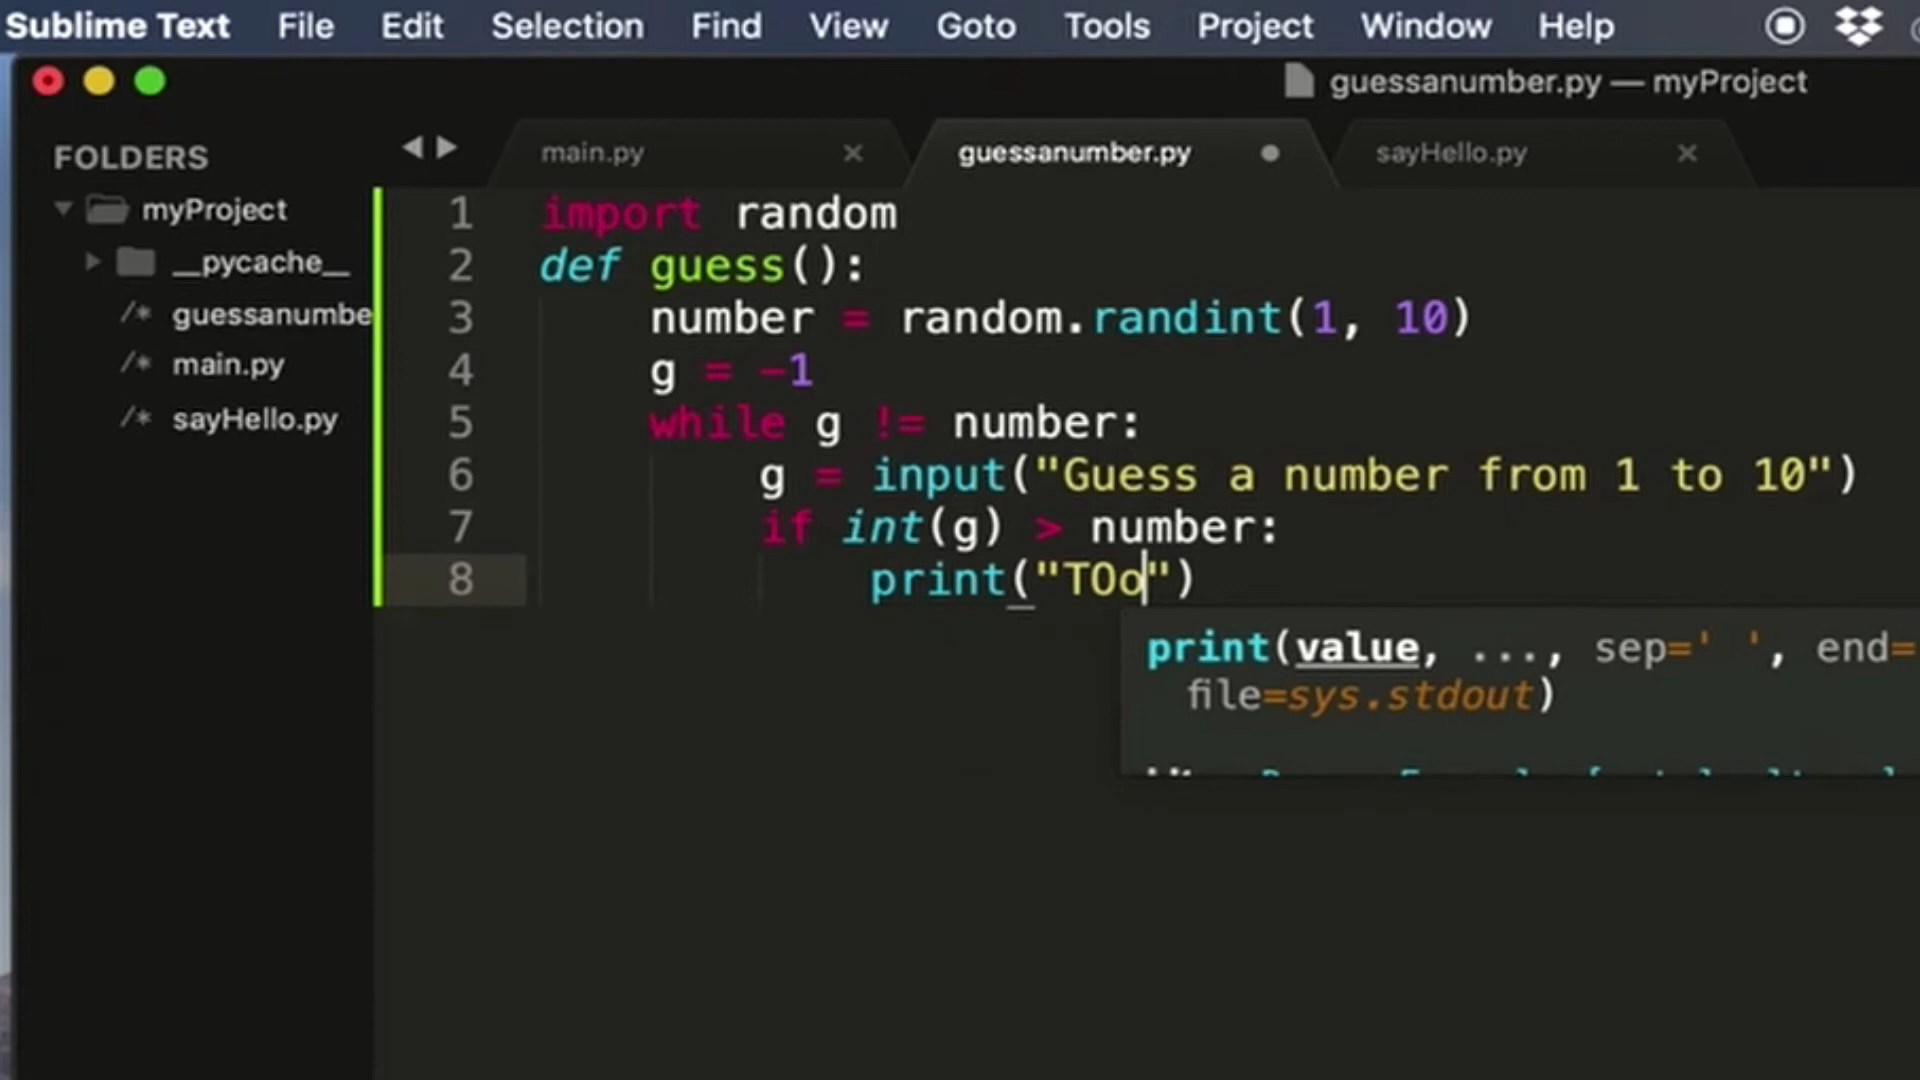 Sublime Text File Edit Selection Find View Goto Tools Project Window Help
guessanumber.py — myProject
FOLDERS
main.py guessanumber.py sayHello.py
myProject
__pycache__
/* guessanumbe
/* main.py
/* sayHello.py
1 import random
2 def guess():
3 number = random.randint(1, 10)
4 g = -1
5 while g != number:
6 g = input("Guess a number from 1 to 10")
7 if int(g) > number:
8 print("TOo")
print(value, ..., sep=' ', end=
file=sys.stdout)